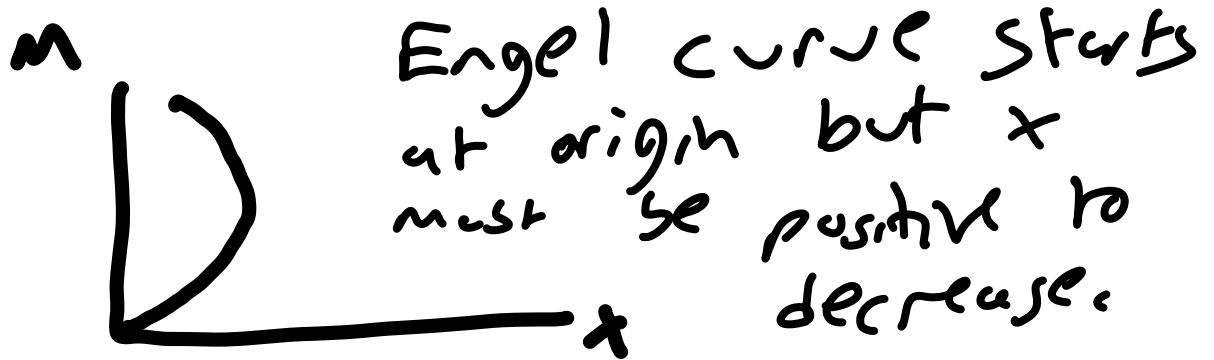 M
Engel curve starts
at origin but x
must be positive to
decrease.
x